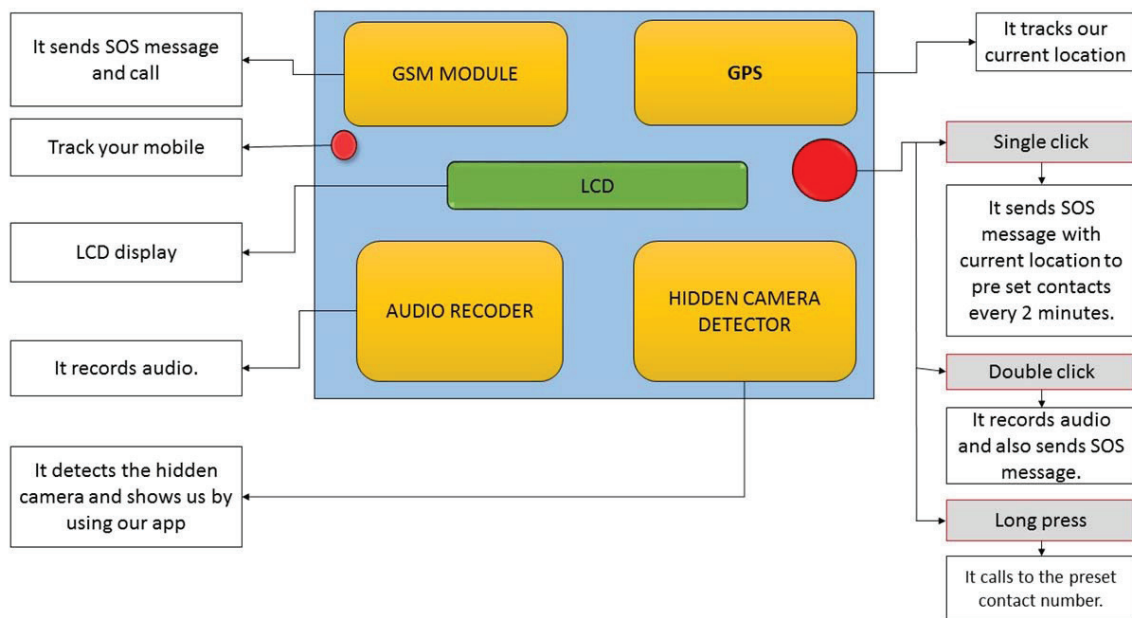 It sends SOS message
and call
Track your mobile
LCD display
It records audio.
It detects the hidden
camera and shows us by
using our app
GSM MODULE
GPS
LCD
AUDIO RECODER
HIDDEN CAMERA
DETECTOR
It tracks our
current location
Single click
It sends SOS
message with
current location to
pre set contacts
every 2 minutes.
Double click
It records audio
and also sends SOS
message.
Long press
It calls to the preset
contact number.